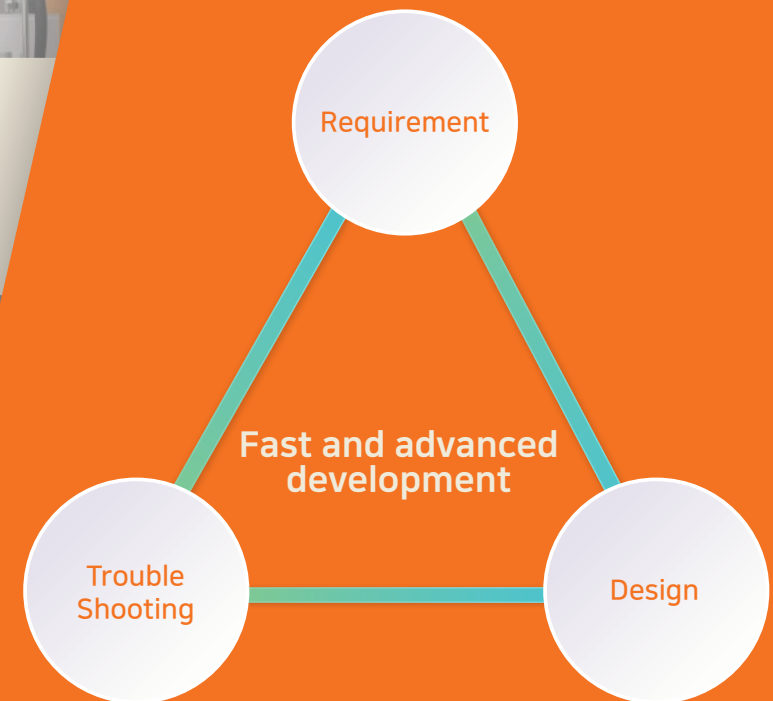 Requirement
Fast and advanced
development
Trouble
Shooting
Design